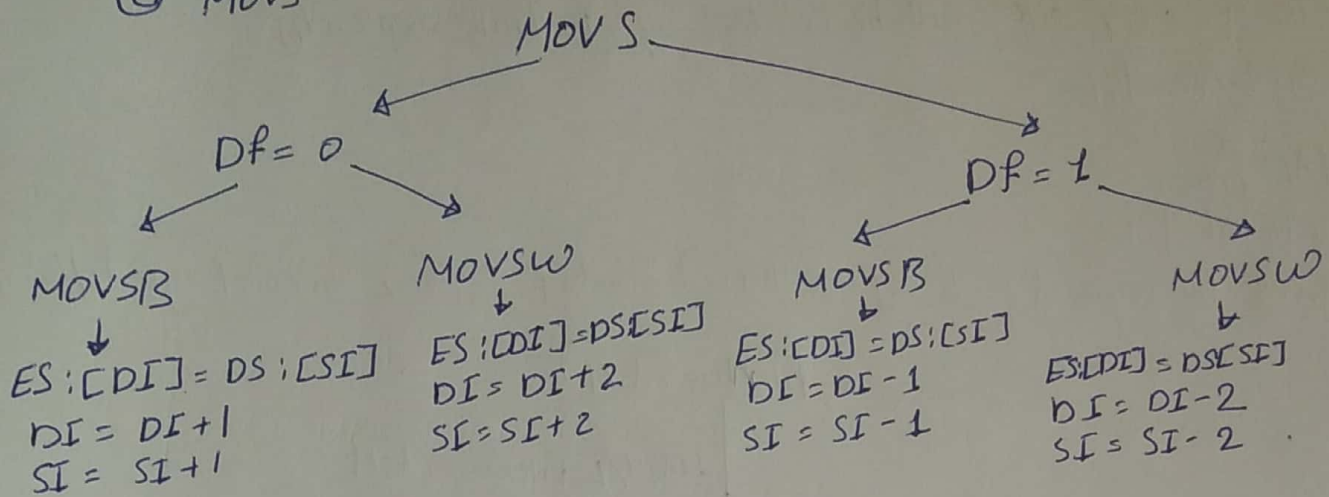 MOVS
MOVS
Df = 0
Df = 1
MOVSB
ES:[DI] = DS:[SI]
DI = DI+1
SI = SI+1
MOVSW
ES:[DI]=DS[SI]
DI = DI+2
SI = SI+2
MOVSB
ES:[DI] = DS:[SI]
DI = DI-1
SI = SI-1
MOVSW
ES:[DI] = DS[SI]
DI = DI-2
SI = SI-2